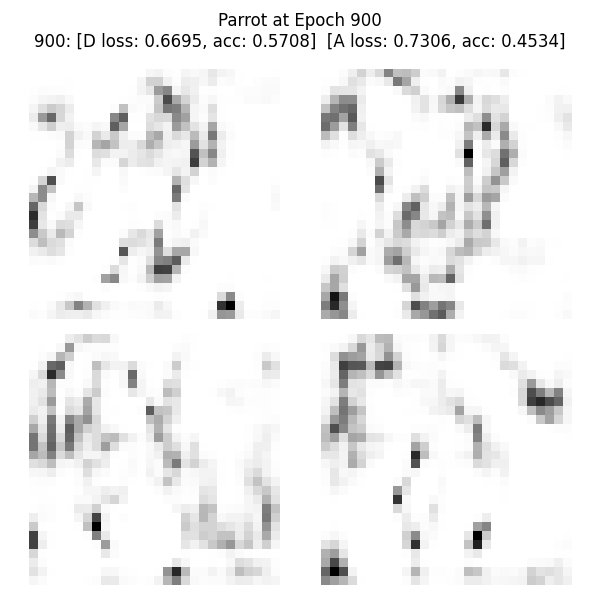 Parrot at Epoch 900
900: [D loss: 0.6695, acc: 0.5708]  [A loss: 0.7306, acc: 0.4534]